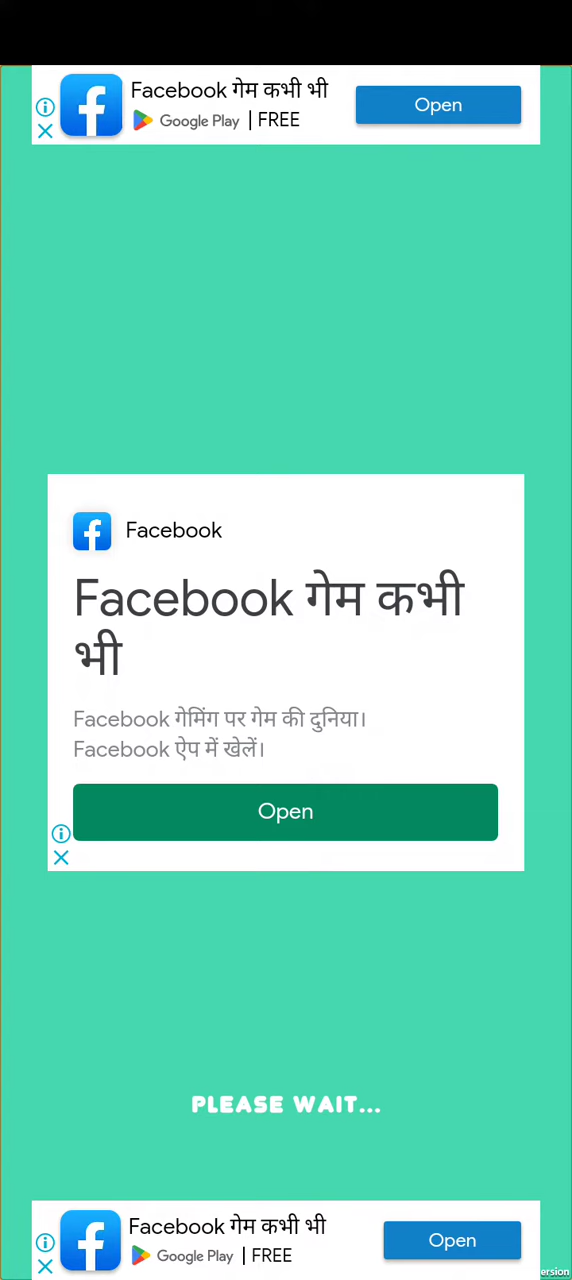 Facebook गेम कभी भी
Google Play | FREE
Open
Facebook
Facebook गेम कभी
भी
Facebook गेमिंग पर गेम की दुनिया।
Facebook ऐप में खेलें।
Open
PLEASE WAIT...
Facebook गेम कभी भी
Google Play | FREE
Open